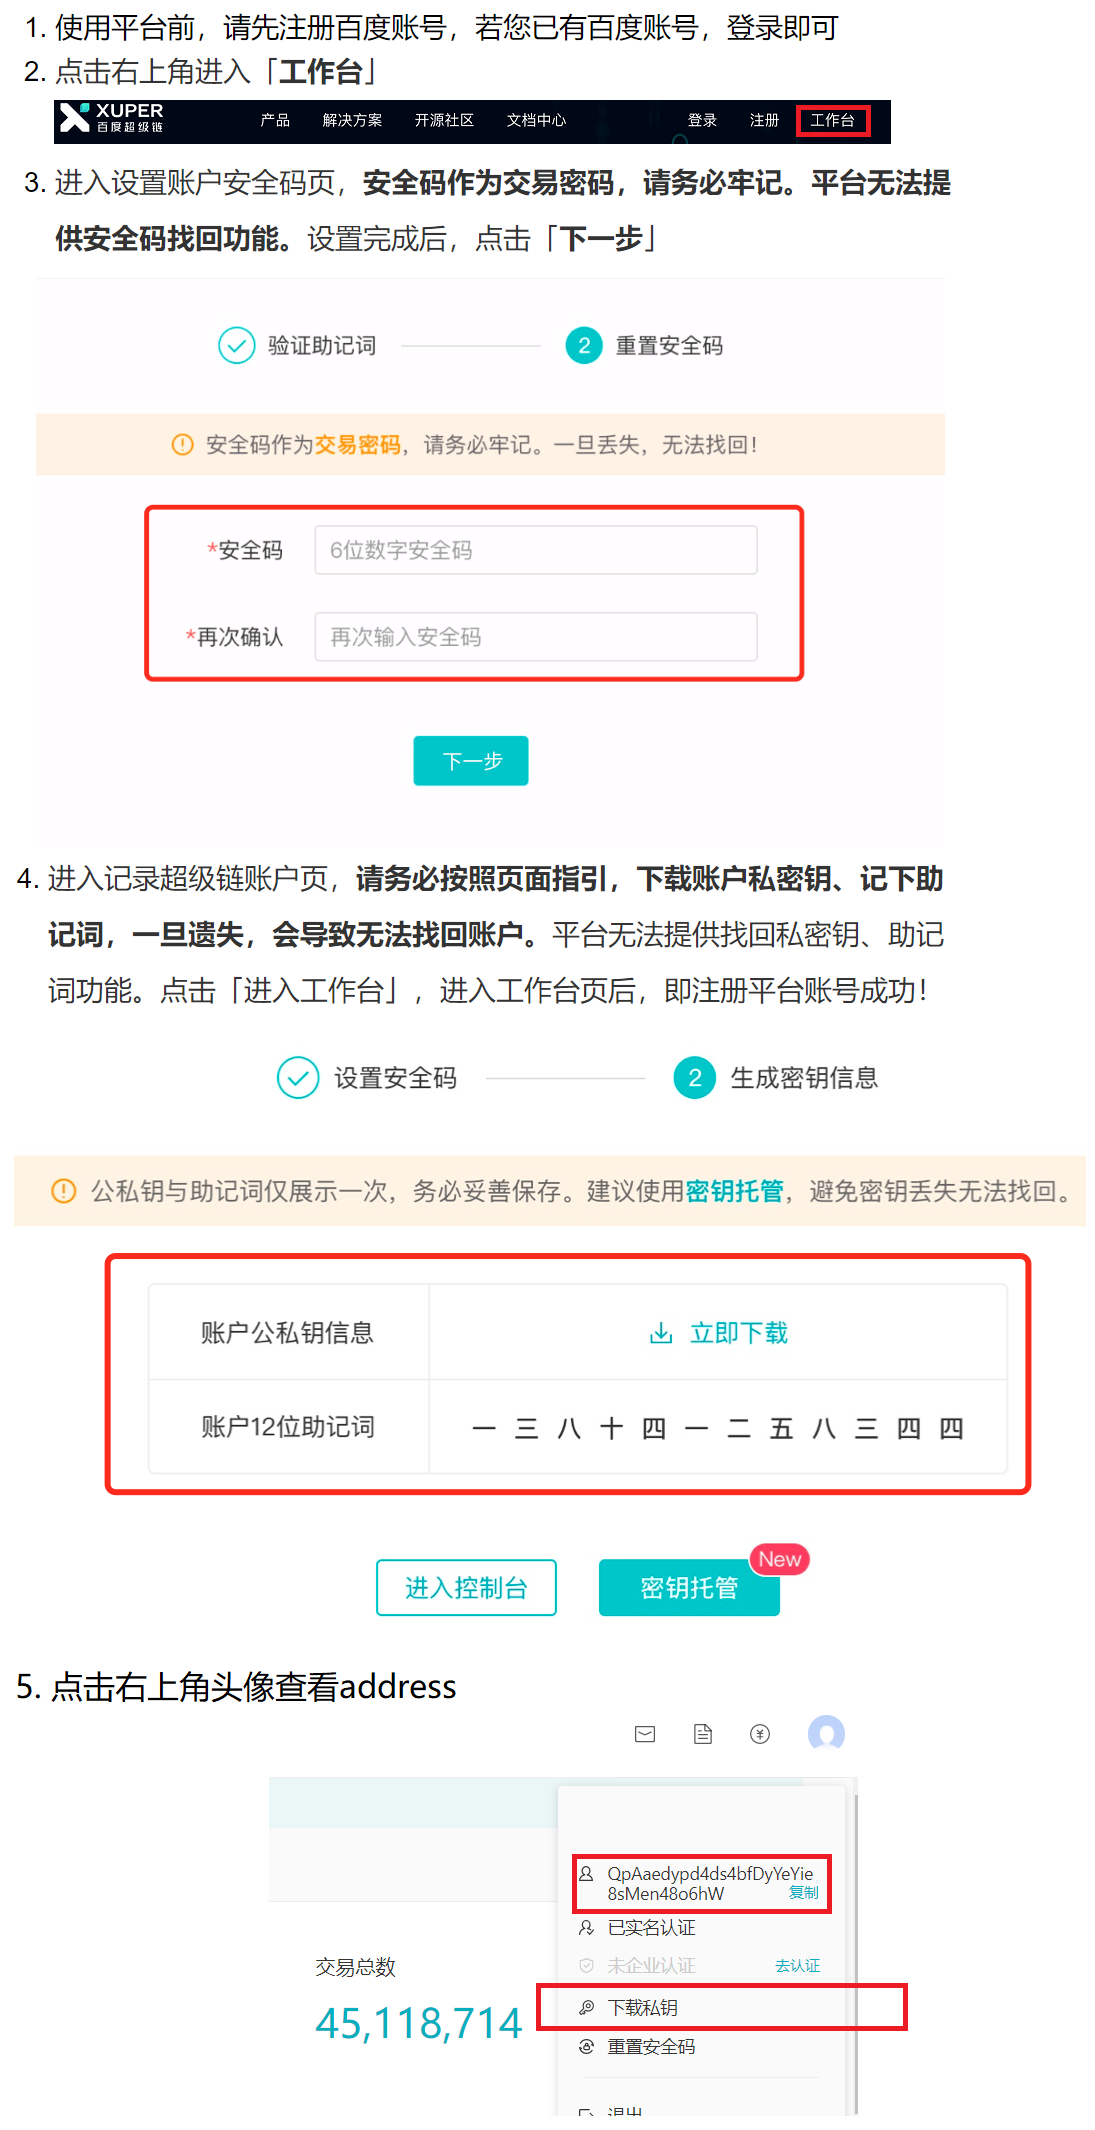 1. 使用平台前，请先注册百度账号，若您已有百度账号，登录即可
2. 点击右上角进入「工作台」
XUPER
百度超级链
产品 解决方案 开源社区 文档中心 登录 注册 工作台
3. 进入设置账户安全码页，安全码作为交易密码，请务必牢记。平台无法提
供安全码找回功能。设置完成后，点击「下一步」
验证助记词 2 重置安全码
安全码作为交易密码，请务必牢记。一旦丢失，无法找回！
*安全码 6位数字安全码
*再次确认 再次输入安全码
下一步
4. 进入记录超级链账户页，请务必按照页面指引，下载账户私密钥、记下助
记词，一旦遗失，会导致无法找回账户。平台无法提供找回私密钥、助记
词功能。点击「进入工作台」，进入工作台页后，即注册平台账号成功！
设置安全码 2 生成密钥信息
公私钥与助记词仅展示一次，务必妥善保存。建议使用密钥托管，避免密钥丢失无法找回。
账户公私钥信息 立即下载
账户12位助记词 一 三 八 十 四 一 二 五 八 三 四 四
进入控制台 密钥托管 New
5. 点击右上角头像查看address
QpAaedypd4ds4bfDyYeYie
8sMen48o6hW 复制
已实名认证
未企业认证 去认证
交易总数
下载私钥
45,118,714
重置安全码
退出